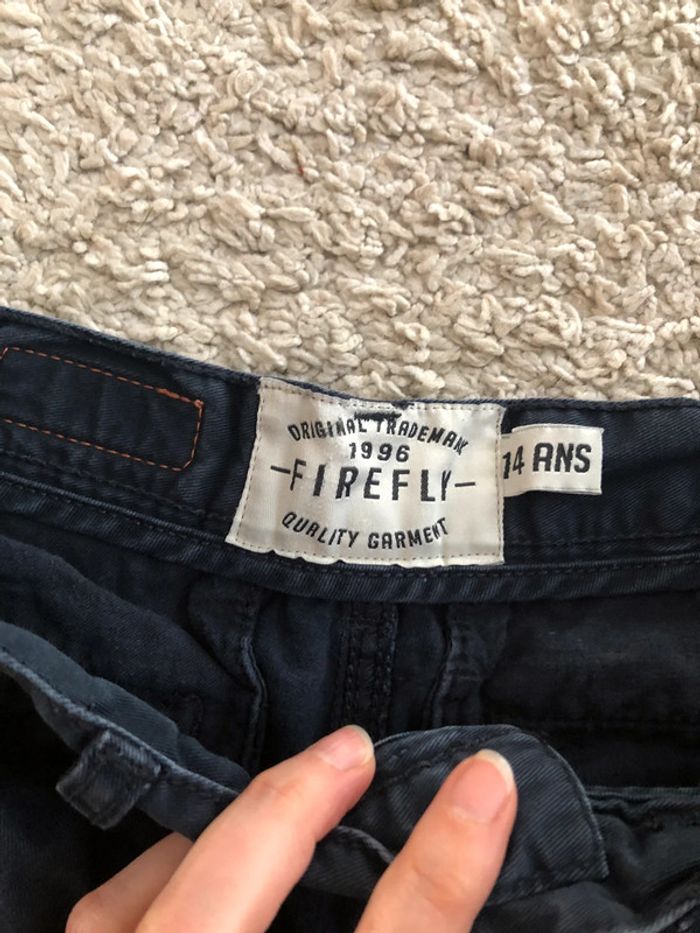 ORIGINAL TRADEMARK
1996
-FIREFLY-
QUALITY GARMENT
14 ANS